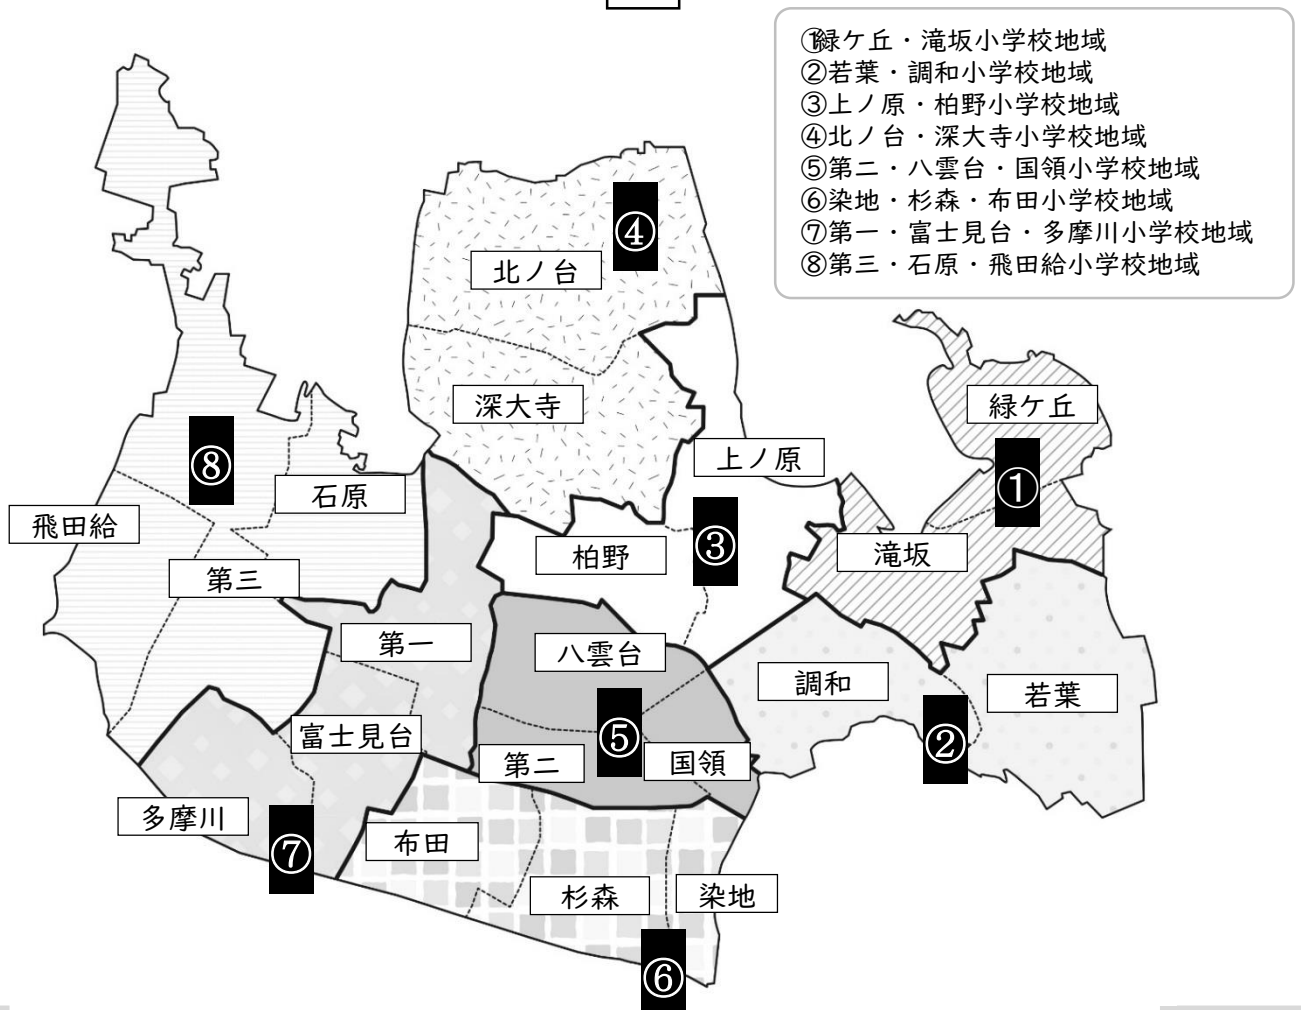 ①緑ケ丘・滝坂小学校地域
②若葉・調和小学校地域
③上ノ原・柏野小学校地域
④北ノ台・深大寺小学校地域
⑤第二・八雲台・国領小学校地域
⑥染地・杉森・布田小学校地域
⑦第一・富士見台・多摩川小学校地域
⑧第三・石原・飛田給小学校地域
④
北ノ台
深大寺
緑ケ丘
上ノ原
⑧
①
石原
飛田給
③
柏野
滝坂
第三
第一
八雲台
調和
若葉
富士見台
⑤
②
第二
国領
多摩川
布田
⑦
杉森
染地
⑥